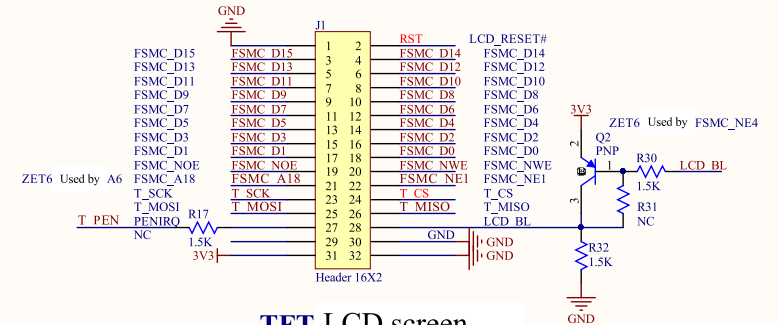 GND
J1
1 2 RST LCD_RESET#
FSMC_D15 FSMC_D15 3 4 FSMC_D14 FSMC_D14
FSMC_D13 FSMC_D13 5 6 FSMC_D12 FSMC_D12
FSMC_D11 FSMC_D11 7 8 FSMC_D10 FSMC_D10
FSMC_D9 FSMC_D9 9 10 FSMC_D8 FSMC_D8
FSMC_D7 FSMC_D7 11 12 FSMC_D6 FSMC_D6
FSMC_D5 FSMC_D5 13 14 FSMC_D4 FSMC_D4
FSMC_D3 FSMC_D3 15 16 FSMC_D2 FSMC_D2
FSMC_D1 FSMC_D1 17 18 FSMC_D0 FSMC_D0
FSMC_NOE FSMC_NOE 19 20 FSMC_NWE FSMC_NWE
ZET6 Used by A6 FSMC_A18 FSMC_A18 21 22 FSMC_NE1 FSMC_NE1
T_SCK T_SCK 23 24 T_CS T_CS
T_MOSI T_MOSI 25 26 T_MISO T_MISO
T_PEN PENIRQ R17 27 28 LCD_BL
NC 1.5K 29 30 GND GND
3V3 31 32 GND
Header 16X2
3V3
ZET6 Used by FSMC_NE4
2 Q2
PNP
1 R30 LCD_BL
1.5K
3 R31
NC
R32
1.5K
GND
TFT LCD screen